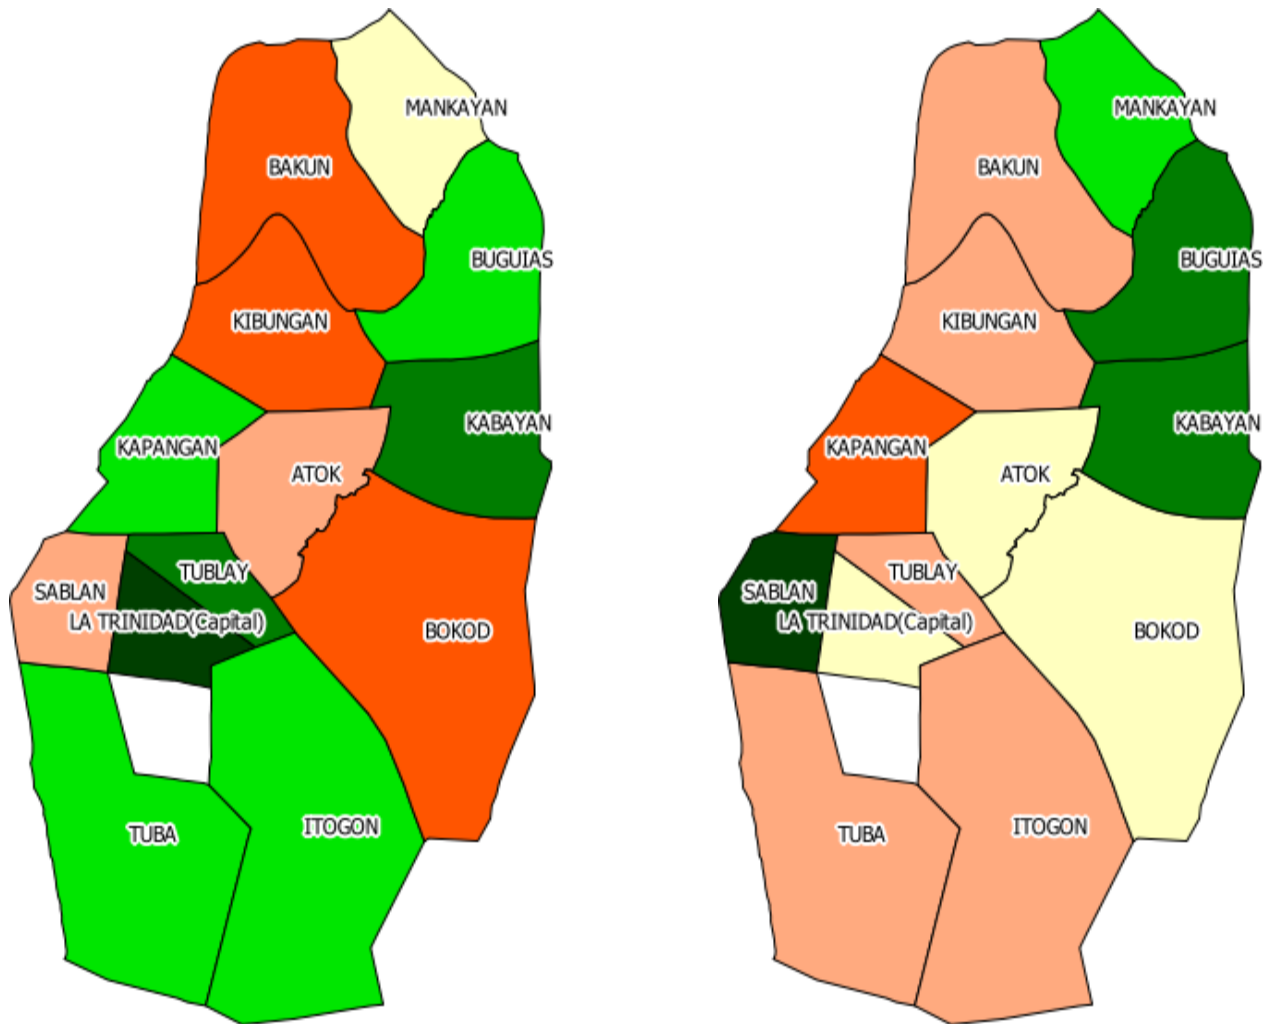 MANKAYAN
BAKUN
BUGUIAS
KIBUNGAN
KABAYAN
KAPANGAN
ATOK
TUBLAY
SABLAN
LA TRINIDAD(Capital)
BOKOD
ITOGON
TUBA
MANKAYAN
BAKUN
BUGUIAS
KIBUNGAN
KABAYAN
KAPANGAN
ATOK
TUBLAY
SABLAN
LA TRINIDAD(Capital)
BOKOD
ITOGON
TUBA